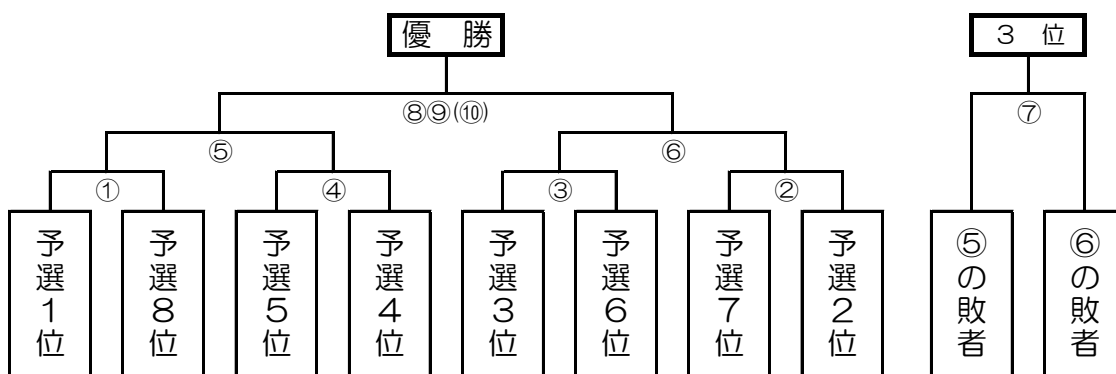 優　勝
３　位
⑧⑨(⑩)
⑦
⑤
⑥
①
④
③
②
予選１位
予選８位
予選５位
予選４位
予選３位
予選６位
予選７位
予選２位
⑤の敗者
⑥の敗者